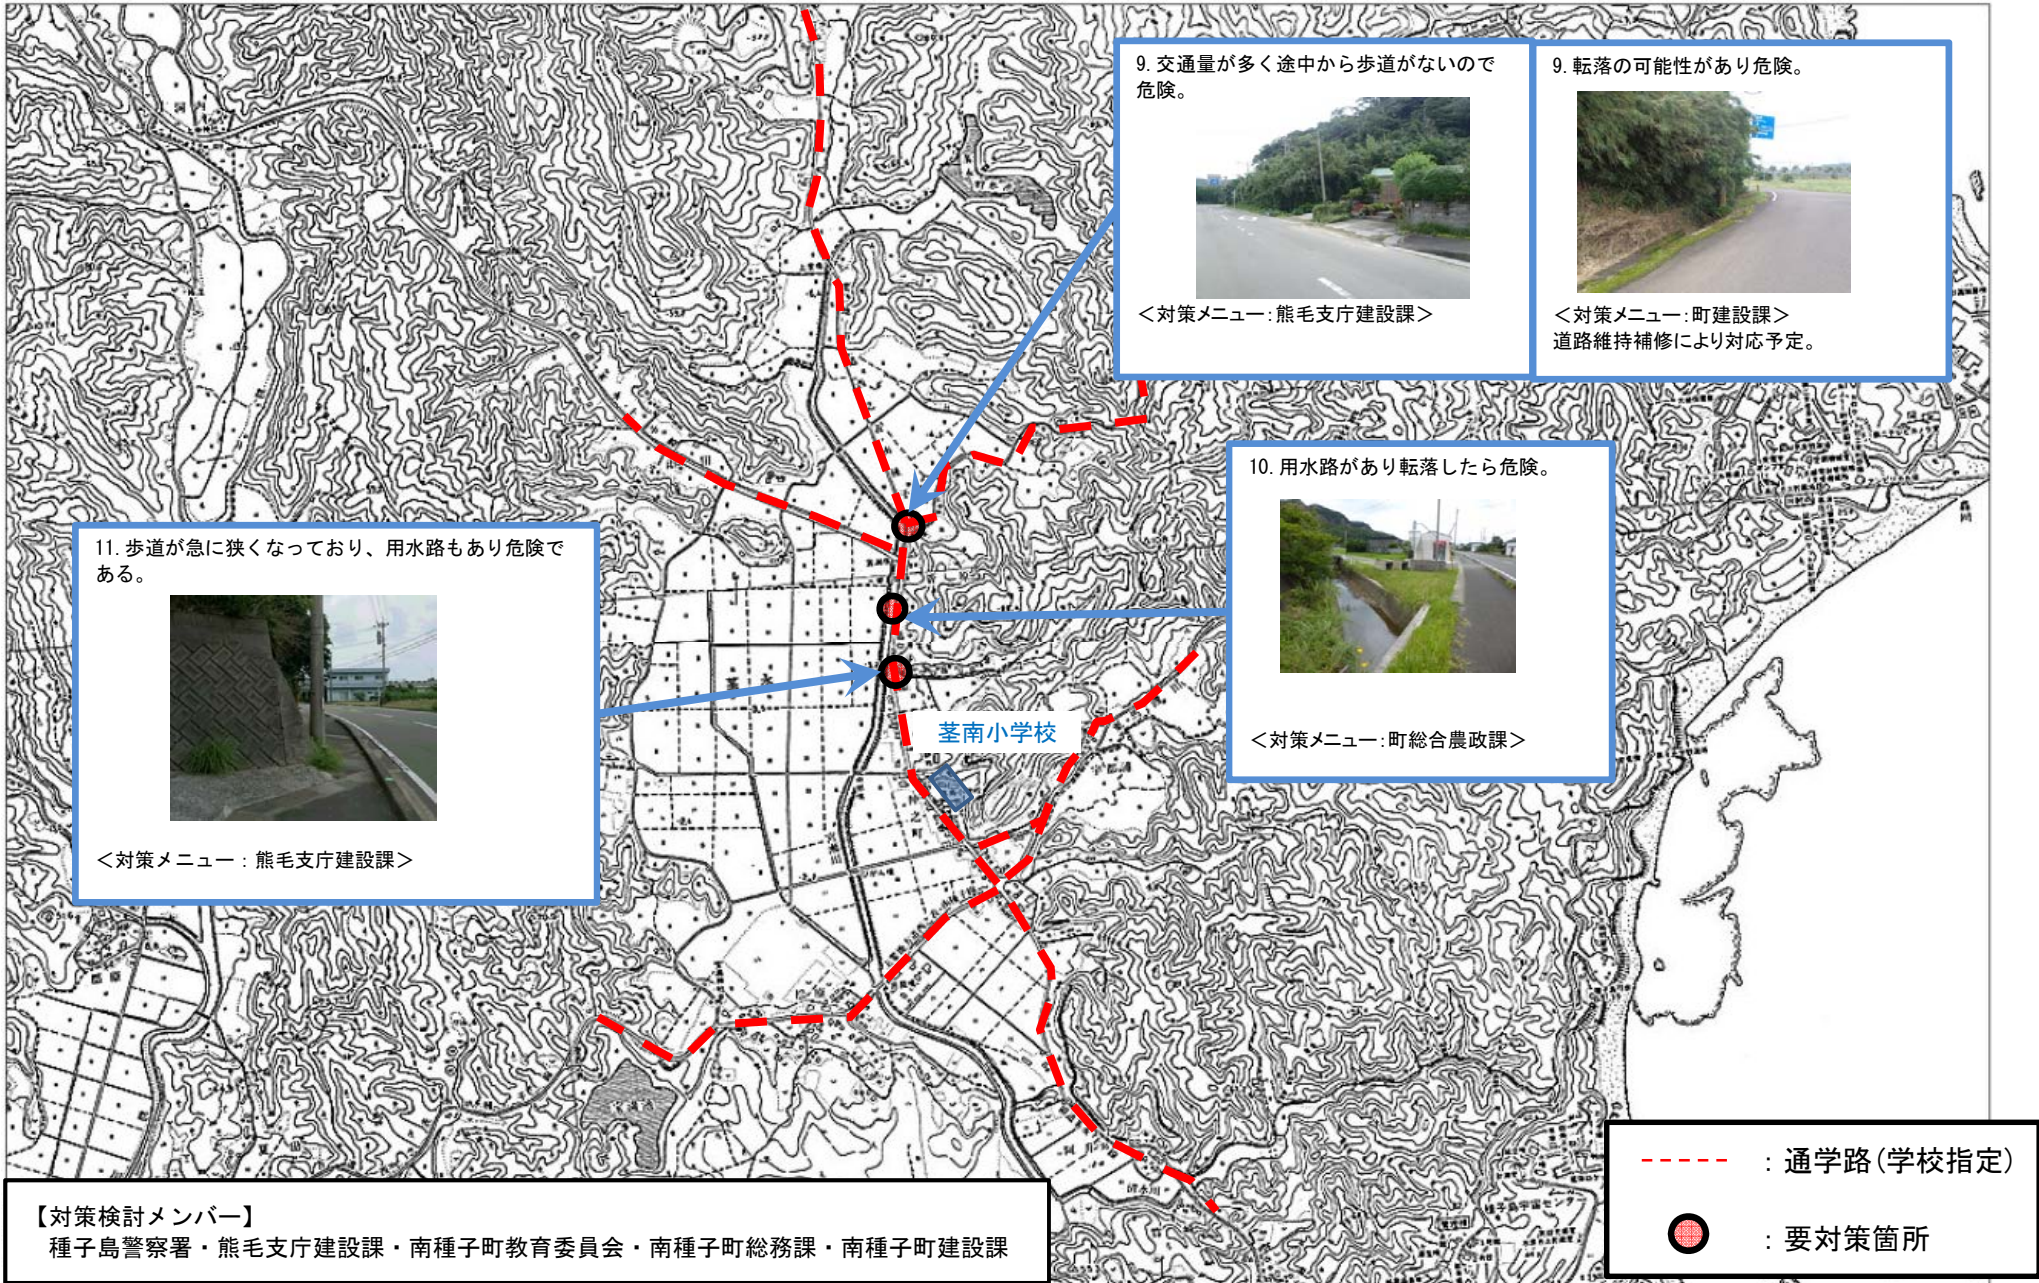 9. 交通量が多く途中から歩道がないので
危険。
＜対策メニュー：熊毛支庁建設課＞
9. 転落の可能性があり危険。
＜対策メニュー：町建設課＞
道路維持補修により対応予定。
10. 用水路があり転落したら危険。
＜対策メニュー：町総合農政課＞
11. 歩道が急に狭くなっており、用水路もあり危険で
ある。
＜対策メニュー：熊毛支庁建設課＞
茎南小学校
種子島宇宙センター
：通学路（学校指定）
：要対策箇所
【対策検討メンバー】
種子島警察署・熊毛支庁建設課・南種子町教育委員会・南種子町総務課・南種子町建設課